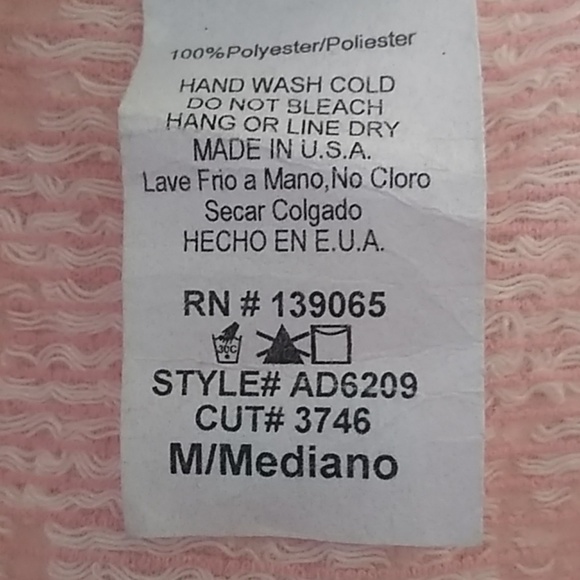 100%Polyester/Poliester
HAND WASH COLD
DO NOT BLEACH
HANG OR LINE DRY
MADE IN U.S.A.
Lave Frio a Mano,No Cloro
Secar Colgado
HECHO EN E.U.A.
RN # 139065
30C
STYLE# AD6209
CUT# 3746
M/Mediano